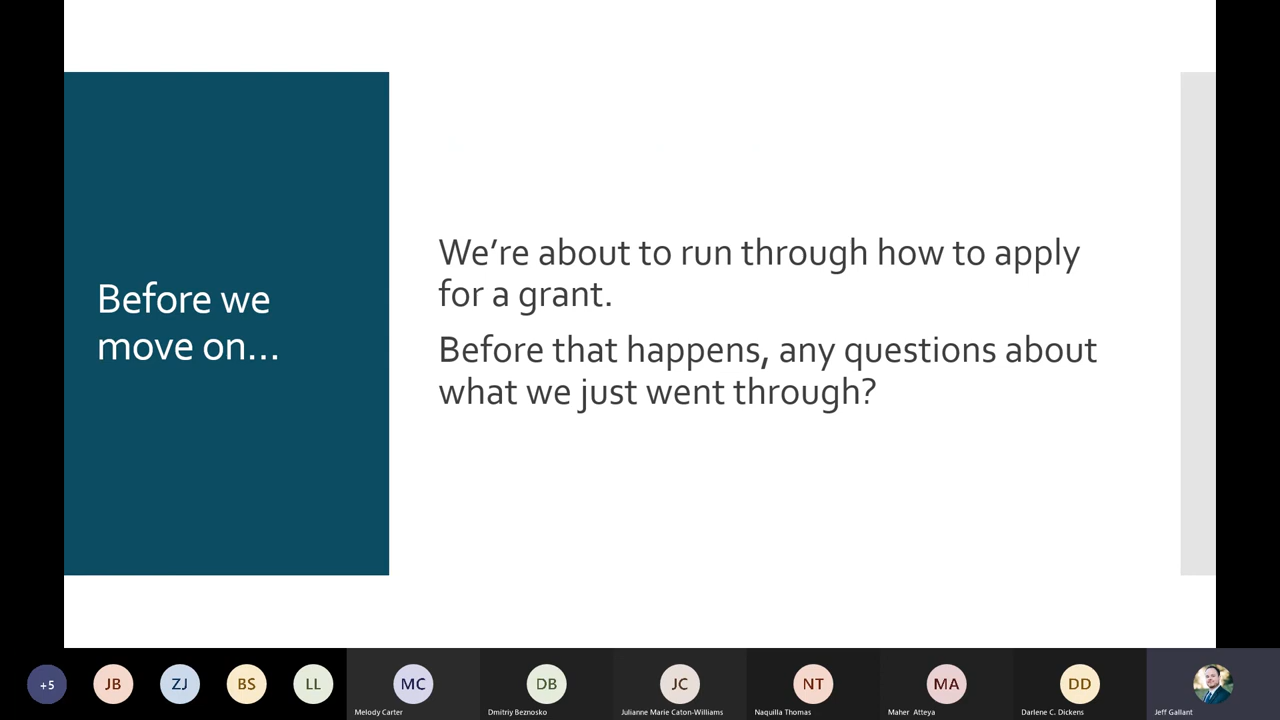 Before we
move on...
We're about to run through how to apply
for a grant.
Before that happens, any questions about
what we just went through?
+5
JB
ZJ
BS
LL
MC
Melody Carter
DB
Dmitriy Beznosko
JC
Julianne Marie Caton-Williams
NT
Naquilla Thomas
MA
Maher Atteya
DD
Darlene C. Dickens
Jeff Gallant